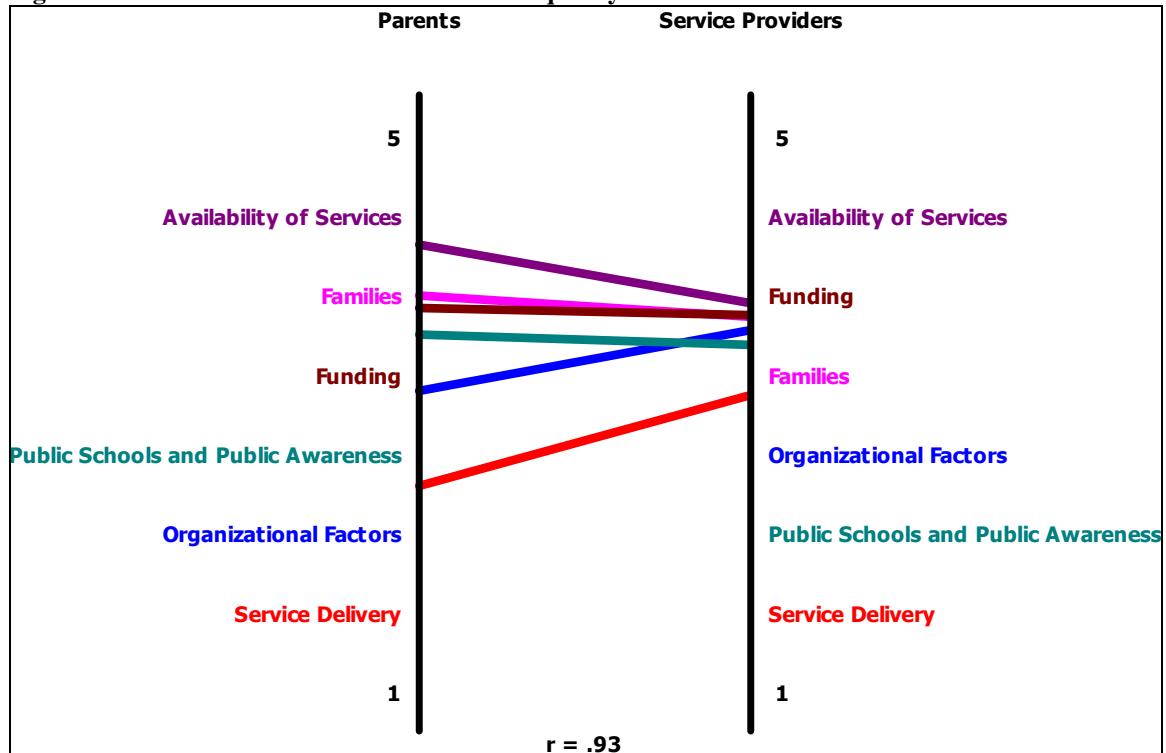 Parents Service Providers
5 5
Availability of Services Availability of Services
Families Funding
Funding Families
Public Schools and Public Awareness Organizational Factors
Organizational Factors Public Schools and Public Awareness
Service Delivery Service Delivery
1 1
r = .93